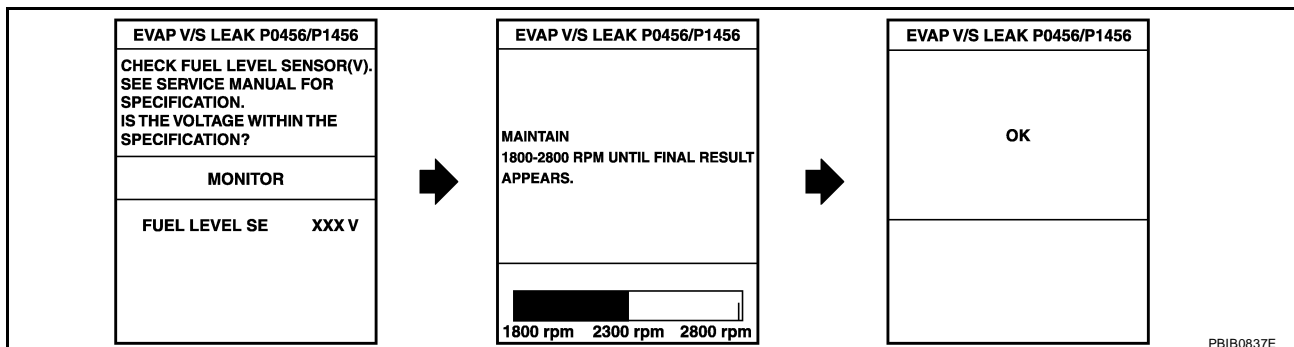 EVAP V/S LEAK P0456/P1456
CHECK FUEL LEVEL SENSOR(V).
SEE SERVICE MANUAL FOR
SPECIFICATION.
IS THE VOLTAGE WITHIN THE
SPECIFICATION?
MONITOR
FUEL LEVEL SE XXX V
EVAP V/S LEAK P0456/P1456
MAINTAIN
1800-2800 RPM UNTIL FINAL RESULT
APPEARS.
1800 rpm 2300 rpm 2800 rpm
EVAP V/S LEAK P0456/P1456
OK
PBIB0837E